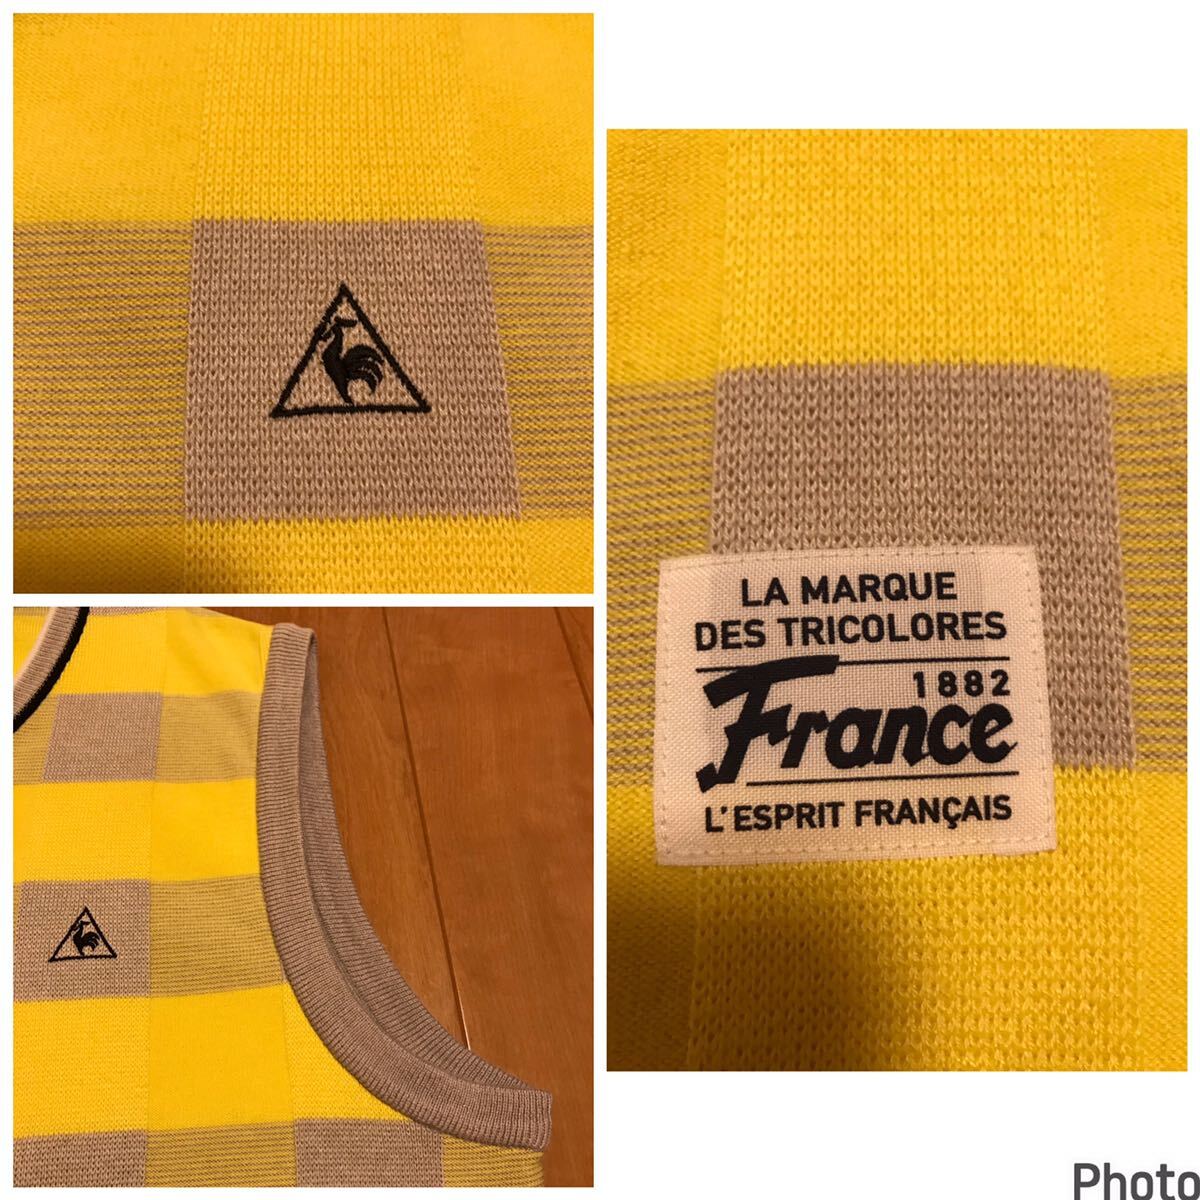 LA MARQUE
DES TRICOLORES
1882
France
L'ESPRIT FRANÇAIS
Photo